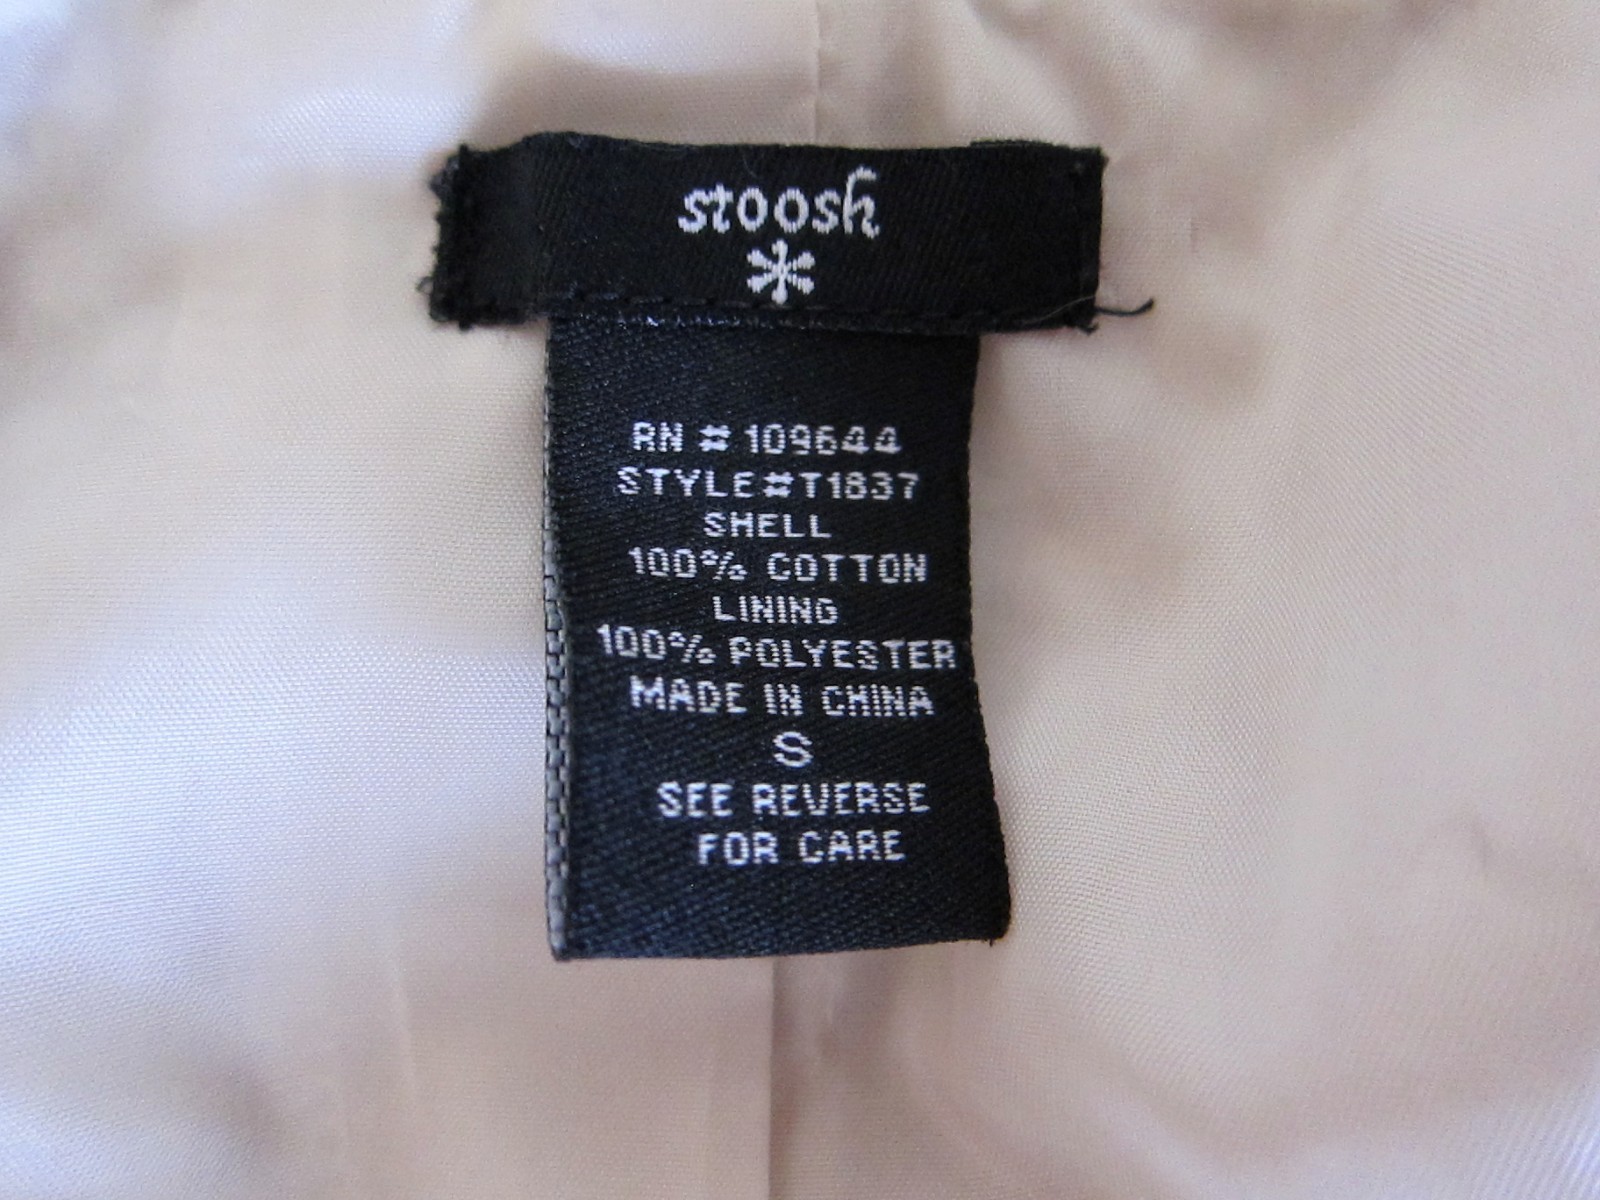 stoosh
RN # 109644
STYLE#T1837
SHELL
100% COTTON
LINING
100% POLYESTER
MADE IN CHINA
S
SEE REVERSE
FOR CARE